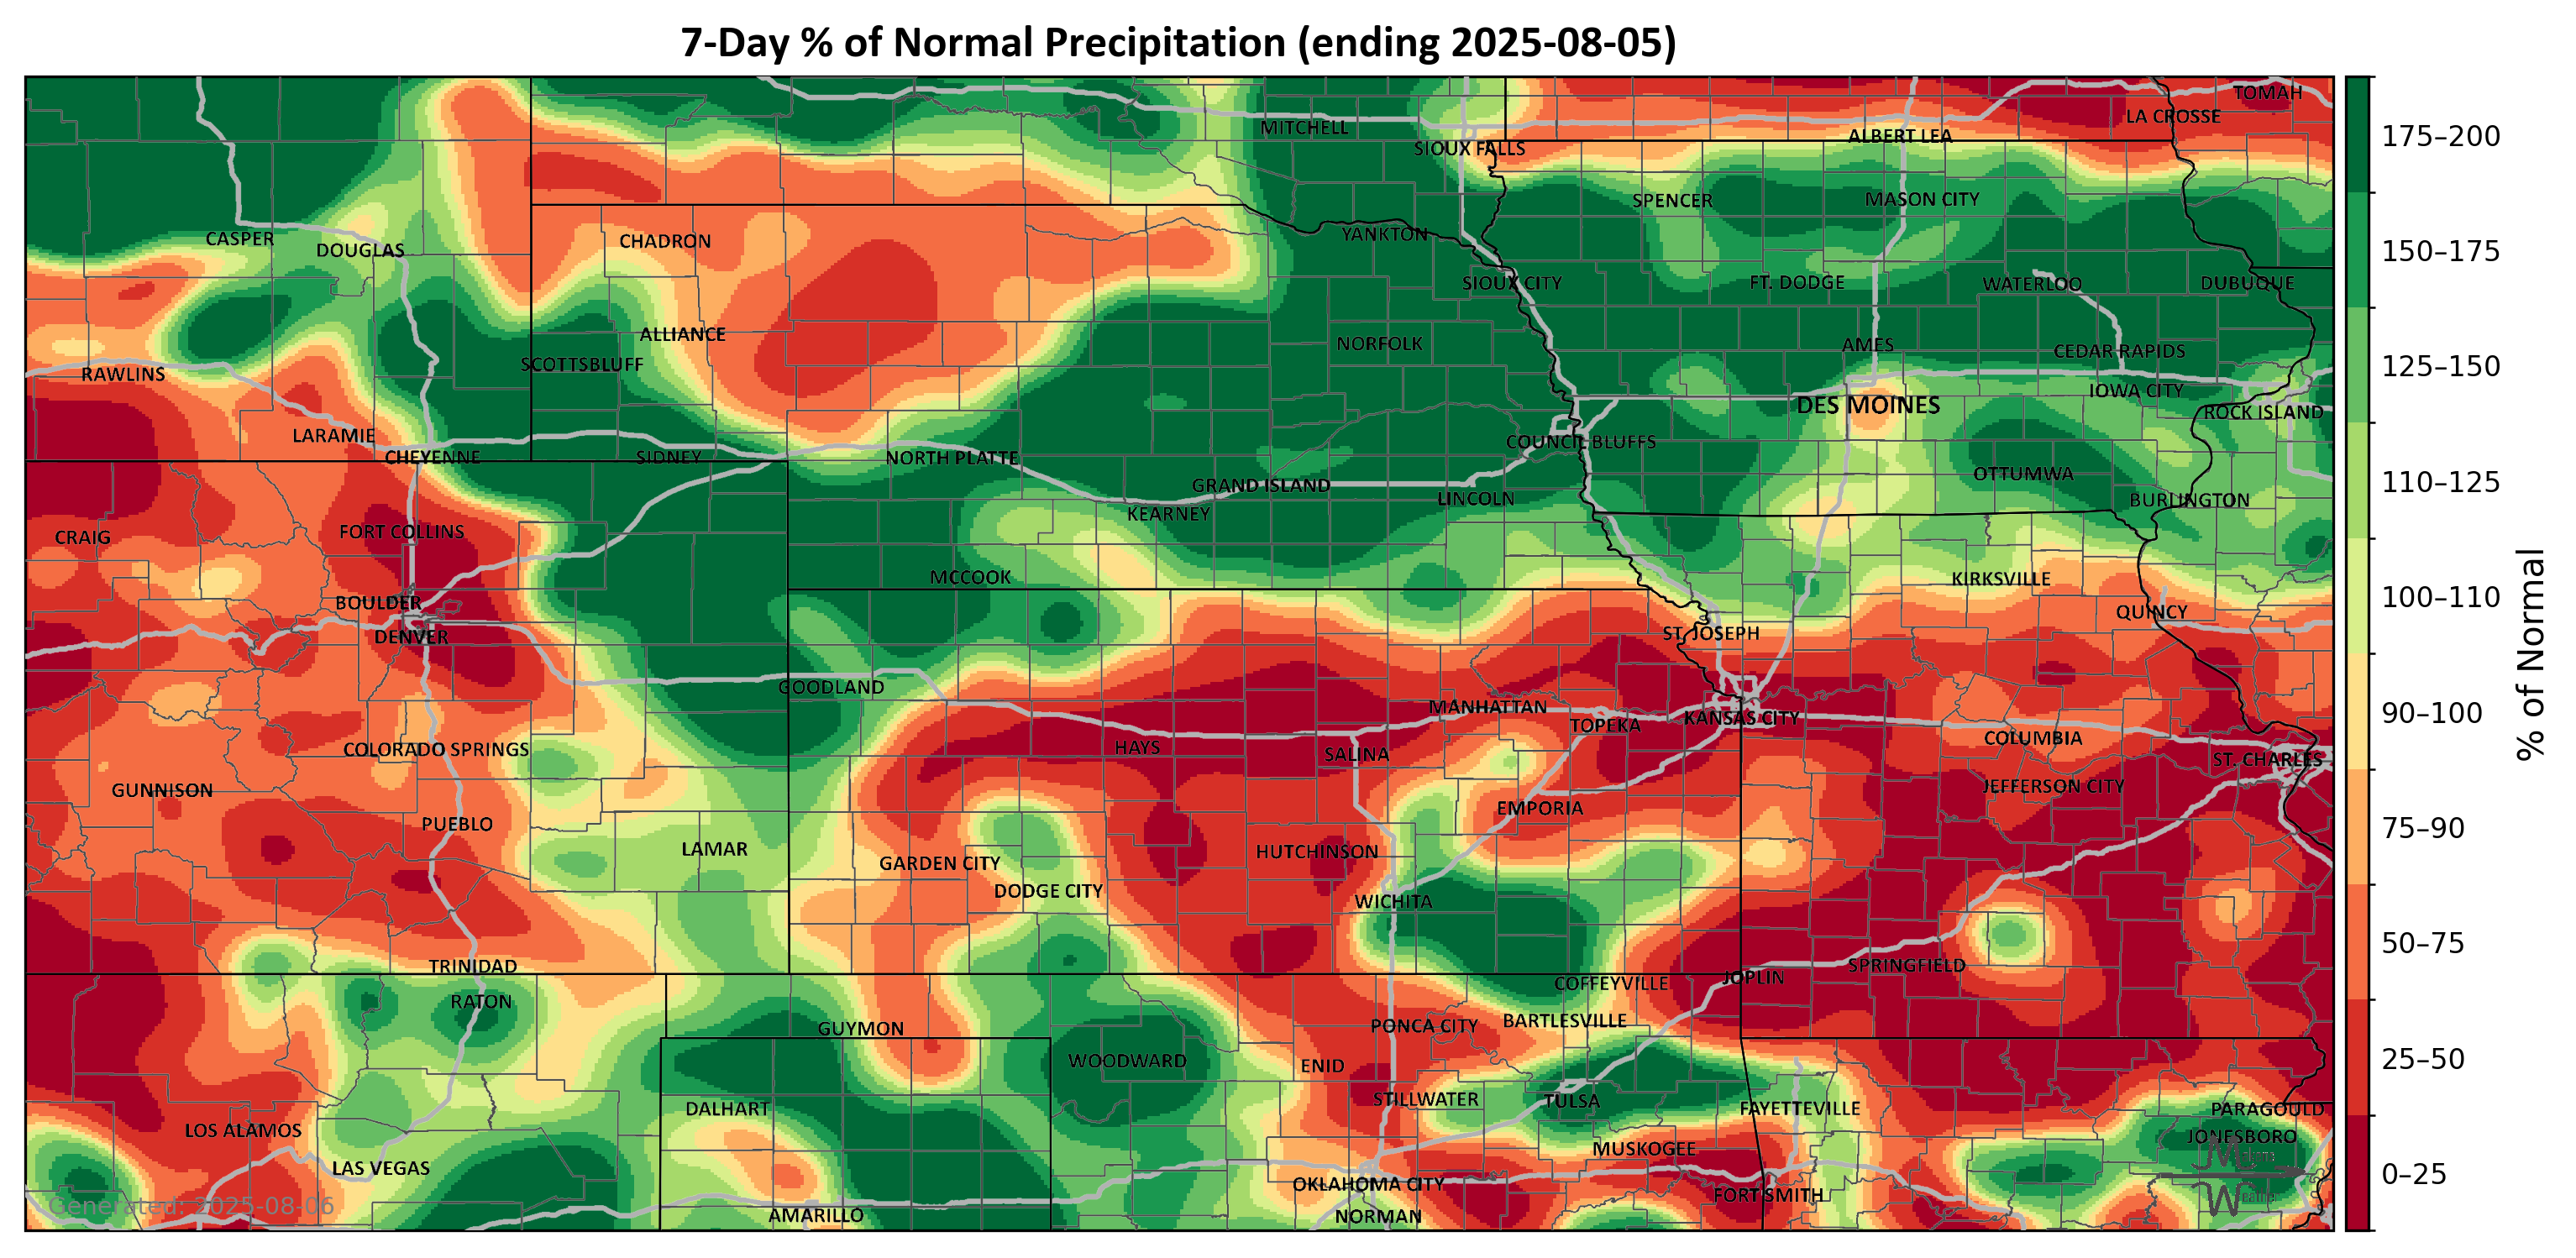 7-Day % of Normal Precipitation (ending 2025-08-05)
TOMAH
LA CROSSE
MITCHELL
ALBERT LEA
SIOUX FALLS
SPENCER
MASON CITY
YANKTON
CASPER
DOUGLAS
CHADRON
SIOUX CITY
FT. DODGE
WATERLOO
DUBUQUE
ALLIANCE
NORFOLK
AMES
CEDAR RAPIDS
SCOTTSBLUFF
RAWLINS
IOWA CITY
DES MOINES
ROCK ISLAND
LARAMIE
COUNCIL BLUFFS
CHEYENNE
SIDNEY
NORTH PLATTE
OTTUMWA
GRAND ISLAND
LINCOLN
BURLINGTON
KEARNEY
FORT COLLINS
CRAIG
MCCOOK
KIRKSVILLE
BOULDER
QUINCY
DENVER
ST. JOSEPH
GOODLAND
MANHATTAN
TOPEKA
KANSAS CITY
COLUMBIA
COLORADO SPRINGS
HAYS
SALINA
ST. CHARLES
GUNNISON
JEFFERSON CITY
EMPORIA
PUEBLO
LAMAR
HUTCHINSON
GARDEN CITY
DODGE CITY
WICHITA
TRINIDAD
SPRINGFIELD
JOPLIN
COFFEYVILLE
RATON
BARTLESVILLE
GUYMON
PONCA CITY
WOODWARD
ENID
STILLWATER
TULSA
DALHART
FAYETTEVILLE
PARAGOULD
LOS ALAMOS
JONESBORO
MUSKOGEE
LAS VEGAS
OKLAHOMA CITY
FORT SMITH
AMARILLO
NORMAN
Generated: 2025-08-06
175–200
150–175
125–150
110–125
100–110
90–100
75–90
50–75
25–50
0–25
% of Normal